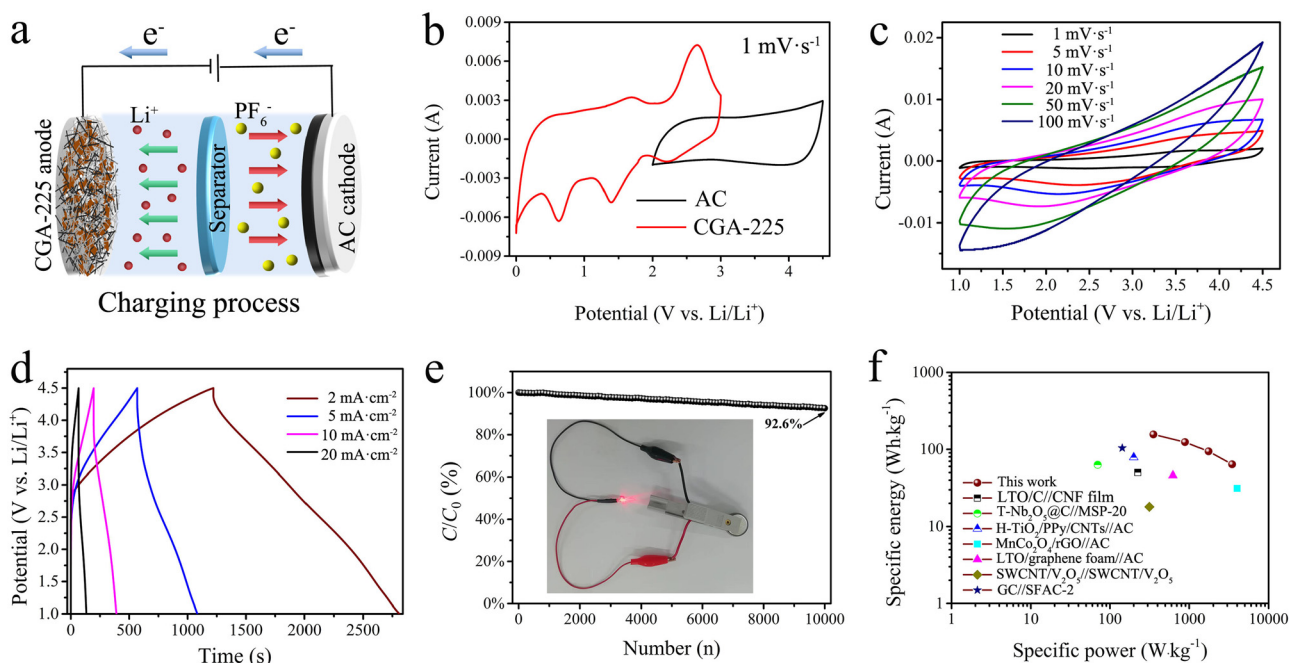 a
e⁻ e⁻
Li⁺ PF₆⁻
CGA-225 anode
Separator
AC cathode
Charging process
b
1 mV·s⁻¹
0.009
0.006
0.003
0.000
-0.003
-0.006
-0.009
Current (A)
AC
CGA-225
0 1 2 3 4
Potential (V vs. Li/Li⁺)
c
1 mV·s⁻¹
5 mV·s⁻¹
10 mV·s⁻¹
20 mV·s⁻¹
50 mV·s⁻¹
100 mV·s⁻¹
0.02
0.01
0.00
-0.01
Current (A)
1.0 1.5 2.0 2.5 3.0 3.5 4.0 4.5
Potential (V vs. Li/Li⁺)
d
2 mA·cm⁻²
5 mA·cm⁻²
10 mA·cm⁻²
20 mA·cm⁻²
4.5
4.0
3.5
3.0
2.5
2.0
1.5
1.0
Potential (V vs. Li/Li⁺)
0 500 1000 1500 2000 2500
Time (s)
e
100%
80%
60%
40%
20%
0%
C/C₀ (%)
92.6%
0 2000 4000 6000 8000 10000
Number (n)
f
1000
100
10
1
Specific energy (Wh·kg⁻¹)
This work
LTO/C//CNF film
T-Nb₂O₅@C//MSP-20
H-TiO₂/PPy/CNTs//AC
MnCo₂O₄/rGO//AC
LTO/graphene foam//AC
SWCNT/V₂O₅//SWCNT/V₂O₅
GC//SFAC-2
1 10 100 1000 10000
Specific power (W·kg⁻¹)